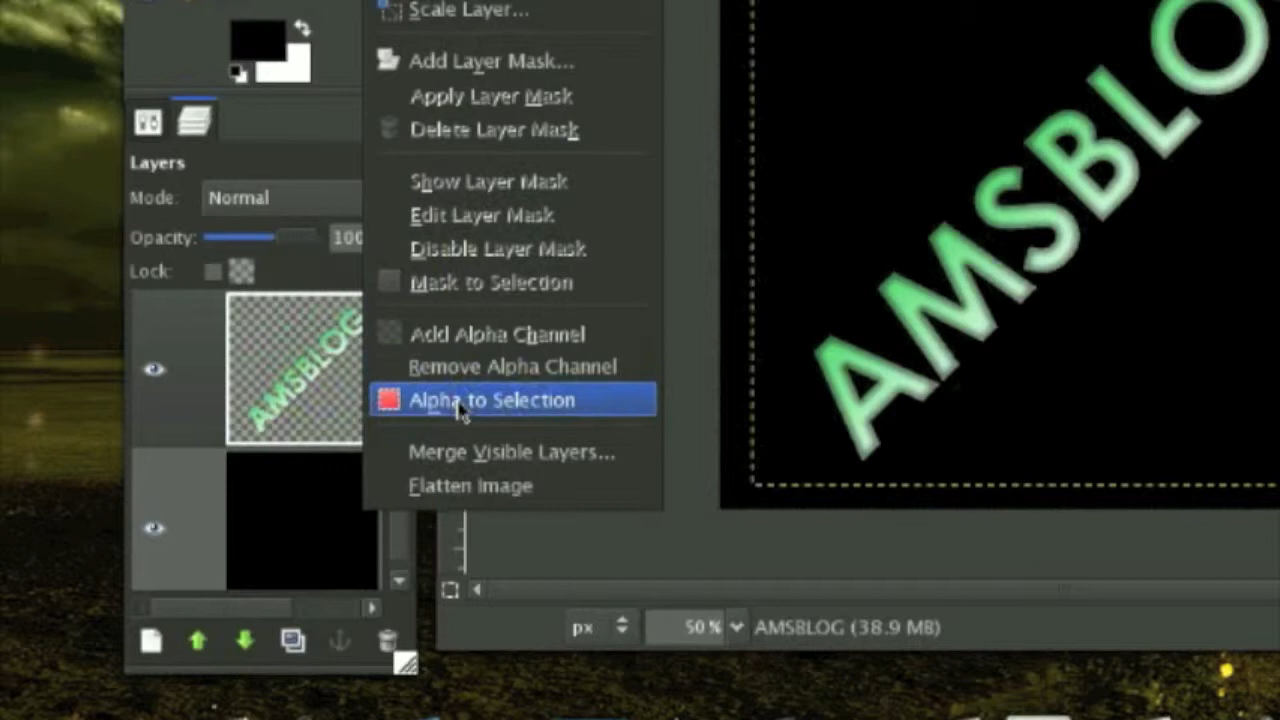 Scale Layer...
Add Layer Mask...
Apply Layer Mask
Delete Layer Mask
Show Layer Mask
Edit Layer Mask
Disable Layer Mask
Mask to Selection
Add Alpha Channel
Remove Alpha Channel
Alpha to Selection
Merge Visible Layers...
Flatten Image
Layers
Mode: Normal
Opacity: 100
Lock:
AMSBLOG
AMSBLO
px 50 % AMSBLOG (38.9 MB)